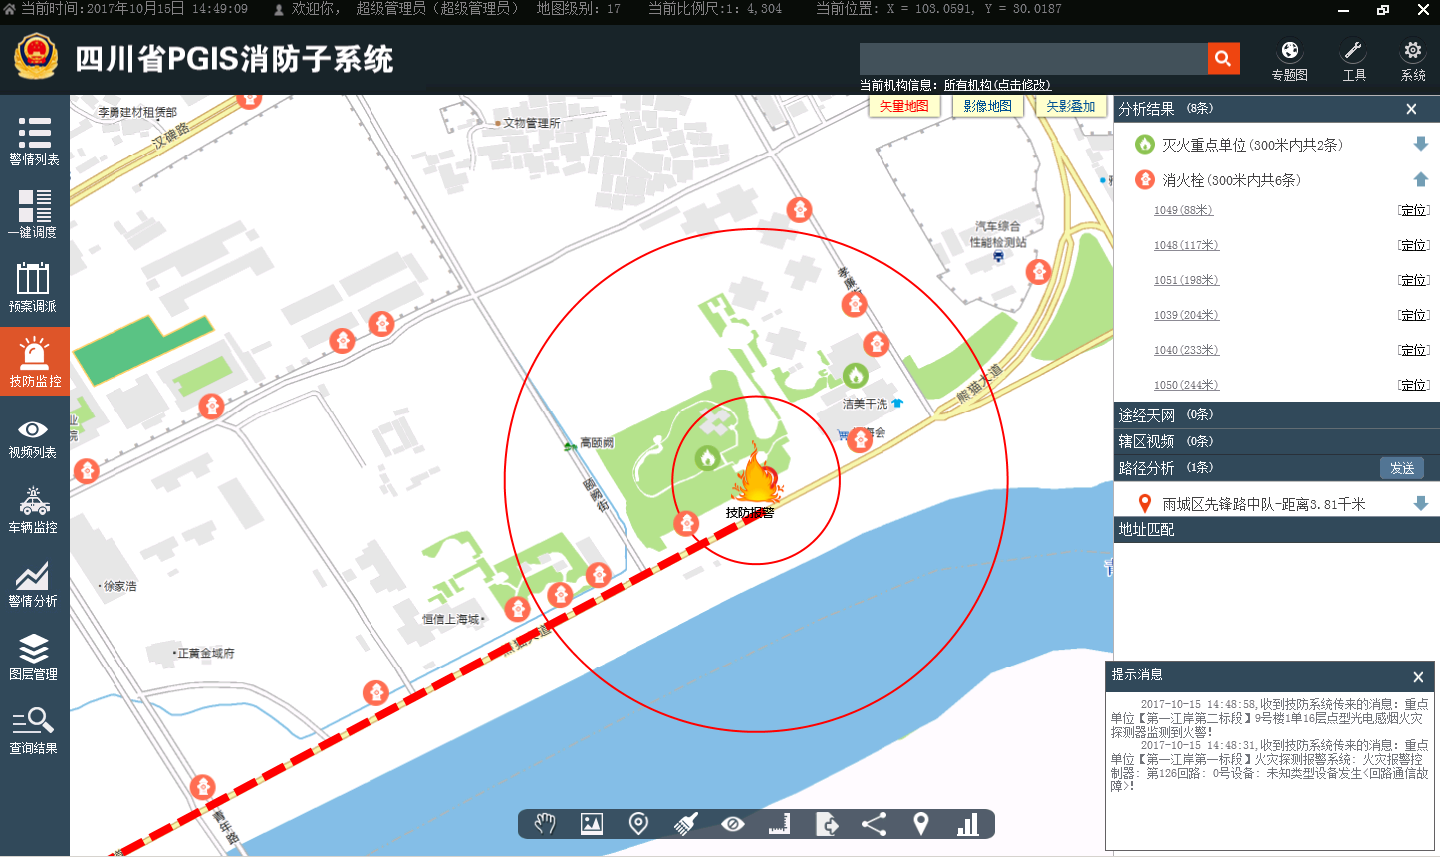 当前时间:2017年10月15日 14:49:09 欢迎你， 超级管理员（超级管理员） 地图级别：17 当前比例尺:1：4,304 当前位置：X = 103.0591, Y = 30.0187
四川省PGIS消防子系统
专题图
工具
系统
当前机构信息：所有机构(点击修改)
矢量地图
影像地图
矢影叠加
警情列表
一键调度
预案调派
技防监控
视频列表
车辆监控
警情分析
图层管理
查询结果
李勇建材租赁部
汉碑路
文物管理所
汽车综合
性能检测站
孝廉
熊猫大道
洁美干洗
高颐阙
颐阙街
技防报警
徐家浩
恒信上海城
正黄金域府
青年路
分析结果 （8条）
灭火重点单位(300米内共2条)
消火栓(300米内共6条)
1049(88米) [定位]
1048(117米) [定位]
1051(198米) [定位]
1039(204米) [定位]
1040(233米) [定位]
1050(244米) [定位]
途经天网 （0条）
辖区视频 （0条）
路径分析 （1条） 发送
雨城区先锋路中队-距离3.81千米
地址匹配
提示消息
2017-10-15 14:48:58,收到技防系统传来的消息：重点
单位【第一江岸第二标段】9号楼1单16层点型光电感烟火灾
探测器监测到火警!
2017-10-15 14:48:31,收到技防系统传来的消息：重点
单位【第一江岸第一标段】火灾探测报警系统：火灾报警控
制器：第126回路：0号设备：未知类型设备发生<回路通信故
障>!